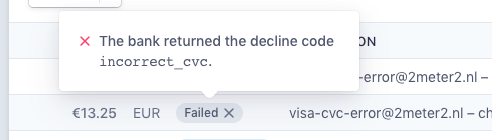 The bank returned the decline code
incorrect_cvc.
ON
-error@2meter2.nl –
€13.25 EUR Failed visa-cvc-error@2meter2.nl – ch